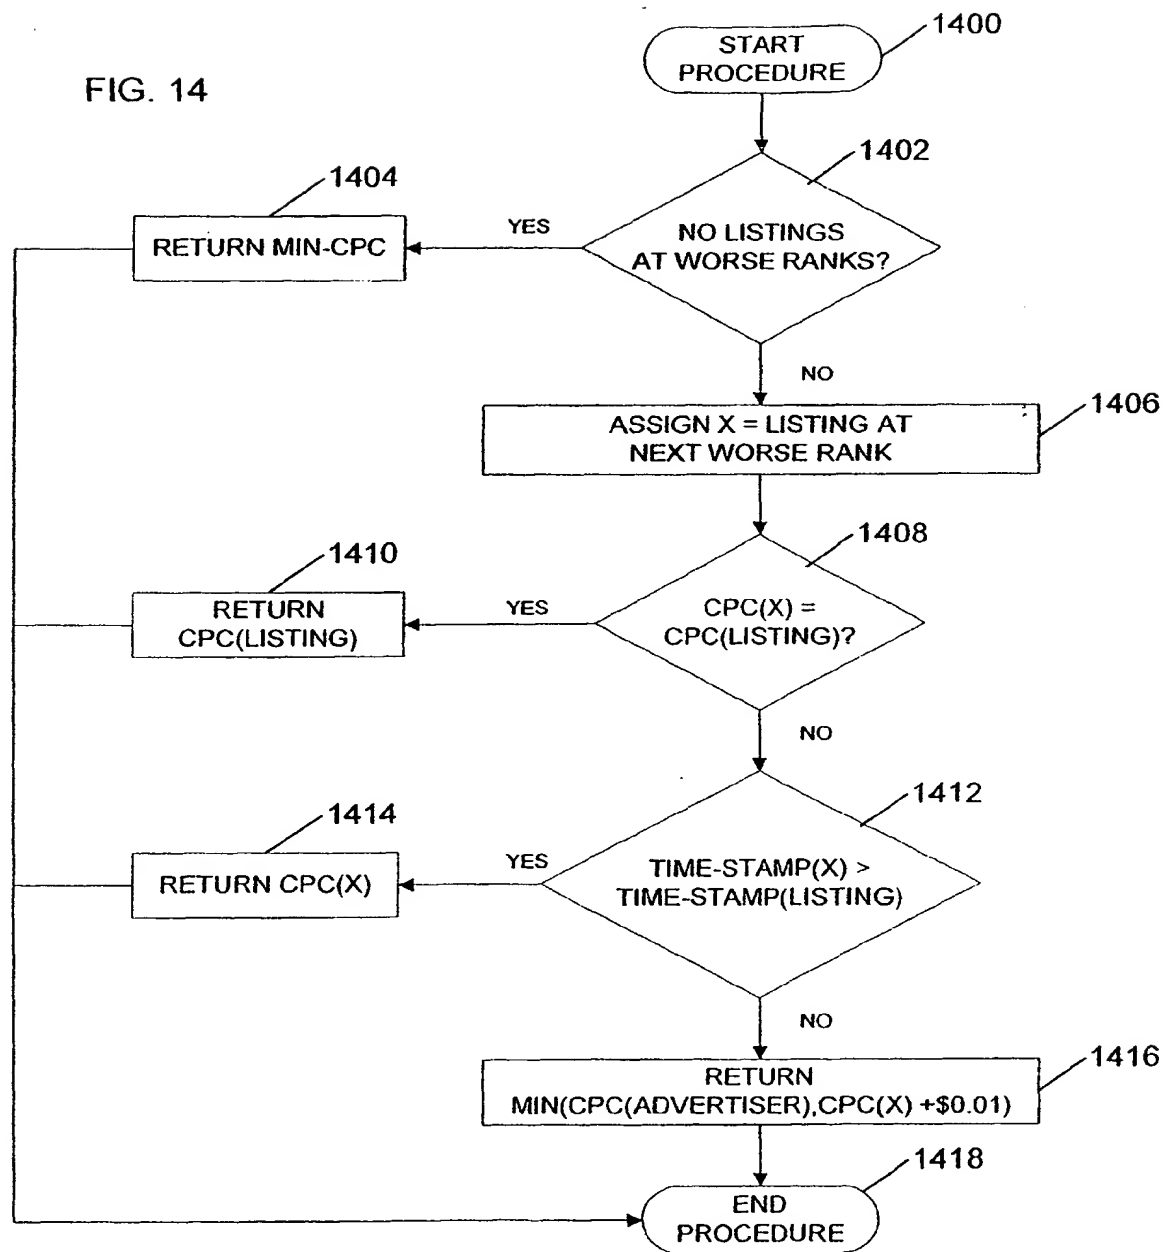 FIG. 14
START
PROCEDURE
1400
NO LISTINGS
AT WORSE RANKS?
1402
YES
RETURN MIN-CPC
1404
NO
ASSIGN X = LISTING AT
NEXT WORSE RANK
1406
CPC(X) =
CPC(LISTING)?
1408
YES
RETURN
CPC(LISTING)
1410
NO
TIME-STAMP(X) >
TIME-STAMP(LISTING)
1412
YES
RETURN CPC(X)
1414
NO
RETURN
MIN(CPC(ADVERTISER),CPC(X) +$0.01)
1416
END
PROCEDURE
1418